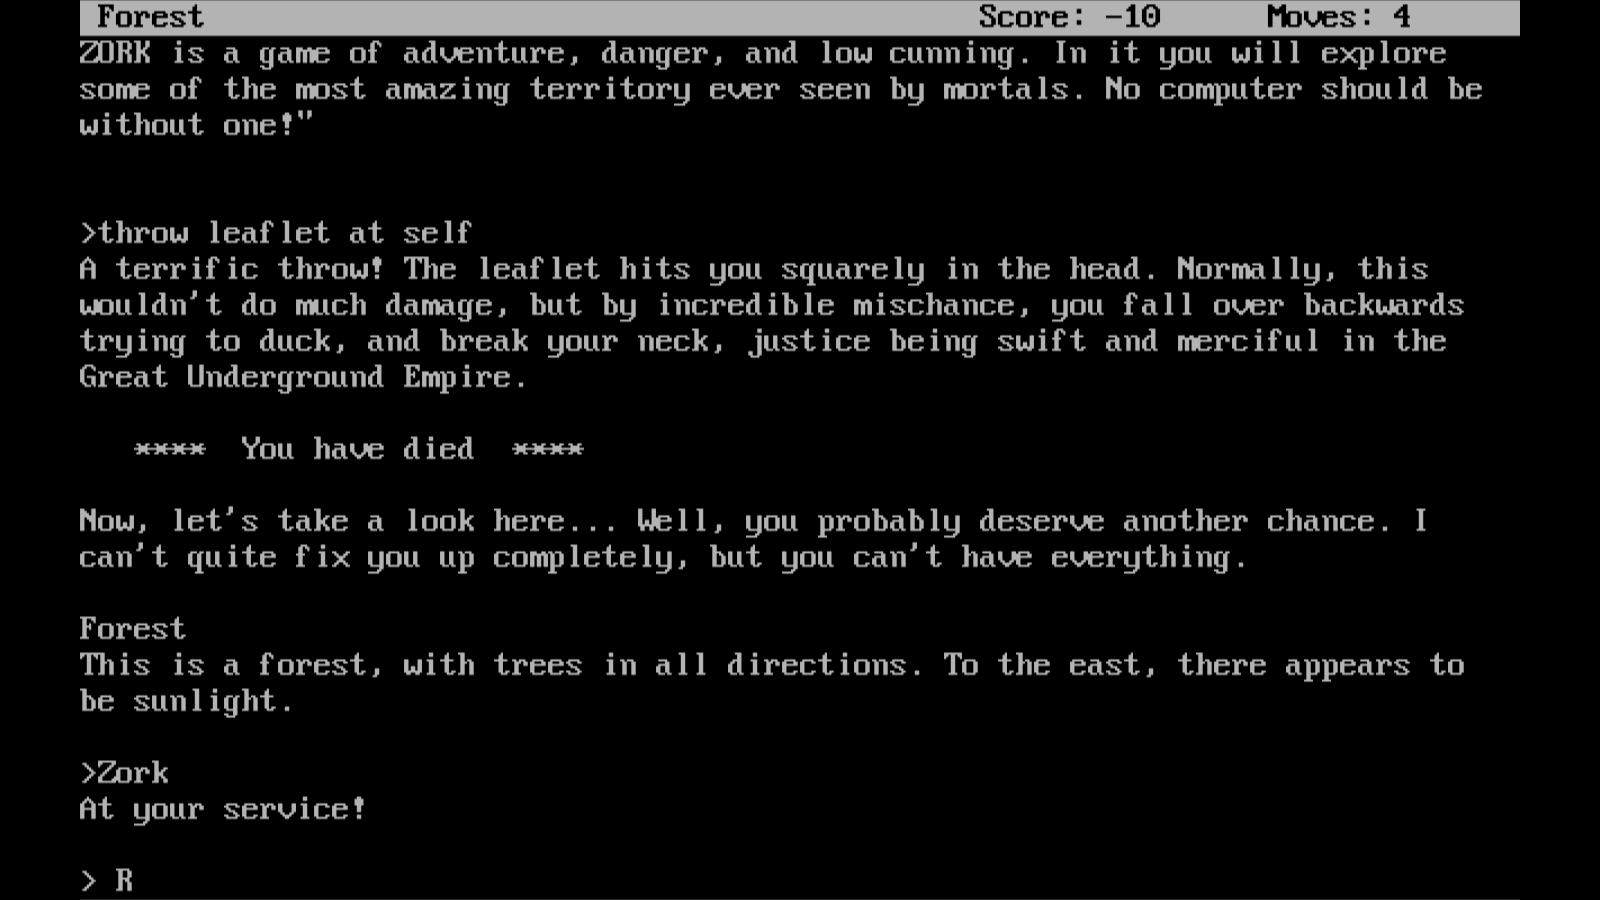 Forest Score: -10 Moves: 4
ZORK is a game of adventure, danger, and low cunning. In it you will explore
some of the most amazing territory ever seen by mortals. No computer should be
without one!"
>throw leaflet at self
A terrific throw! The leaflet hits you squarely in the head. Normally, this
wouldn't do much damage, but by incredible mischance, you fall over backwards
trying to duck, and break your neck, justice being swift and merciful in the
Great Underground Empire.
**** You have died ****
Now, let's take a look here... Well, you probably deserve another chance. I
can't quite fix you up completely, but you can't have everything.
Forest
This is a forest, with trees in all directions. To the east, there appears to
be sunlight.
>Zork
At your service!
> R